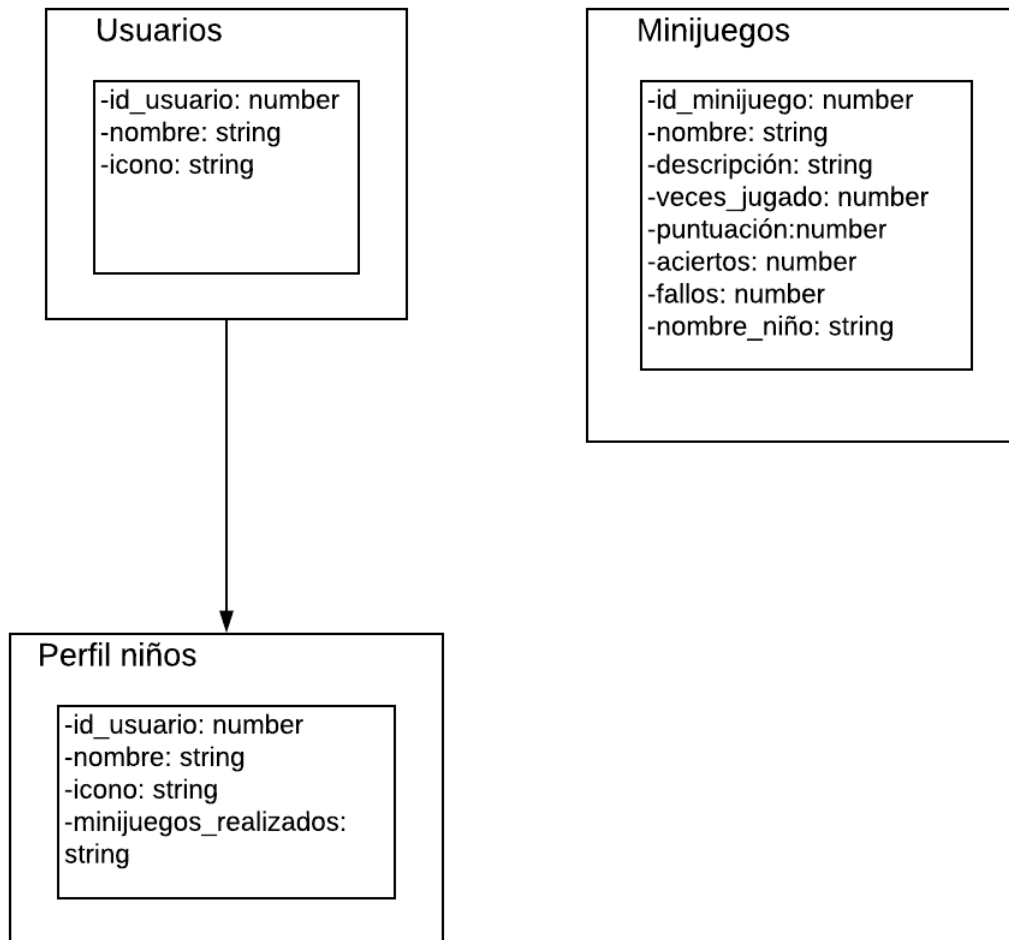 Usuarios
-id_usuario: number
-nombre: string
-icono: string
Minijuegos
-id_minijuego: number
-nombre: string
-descripción: string
-veces_jugado: number
-puntuación:number
-aciertos: number
-fallos: number
-nombre_niño: string
Perfil niños
-id_usuario: number
-nombre: string
-icono: string
-minijuegos_realizados:
string